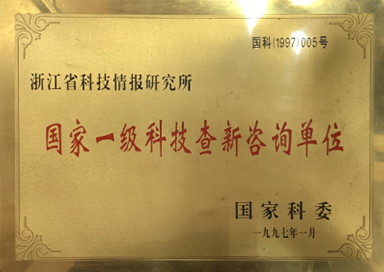 国科(1997)005号
浙江省科技情报研究所
国家一级科技查新咨询单位
国家科委
一九九七年一月